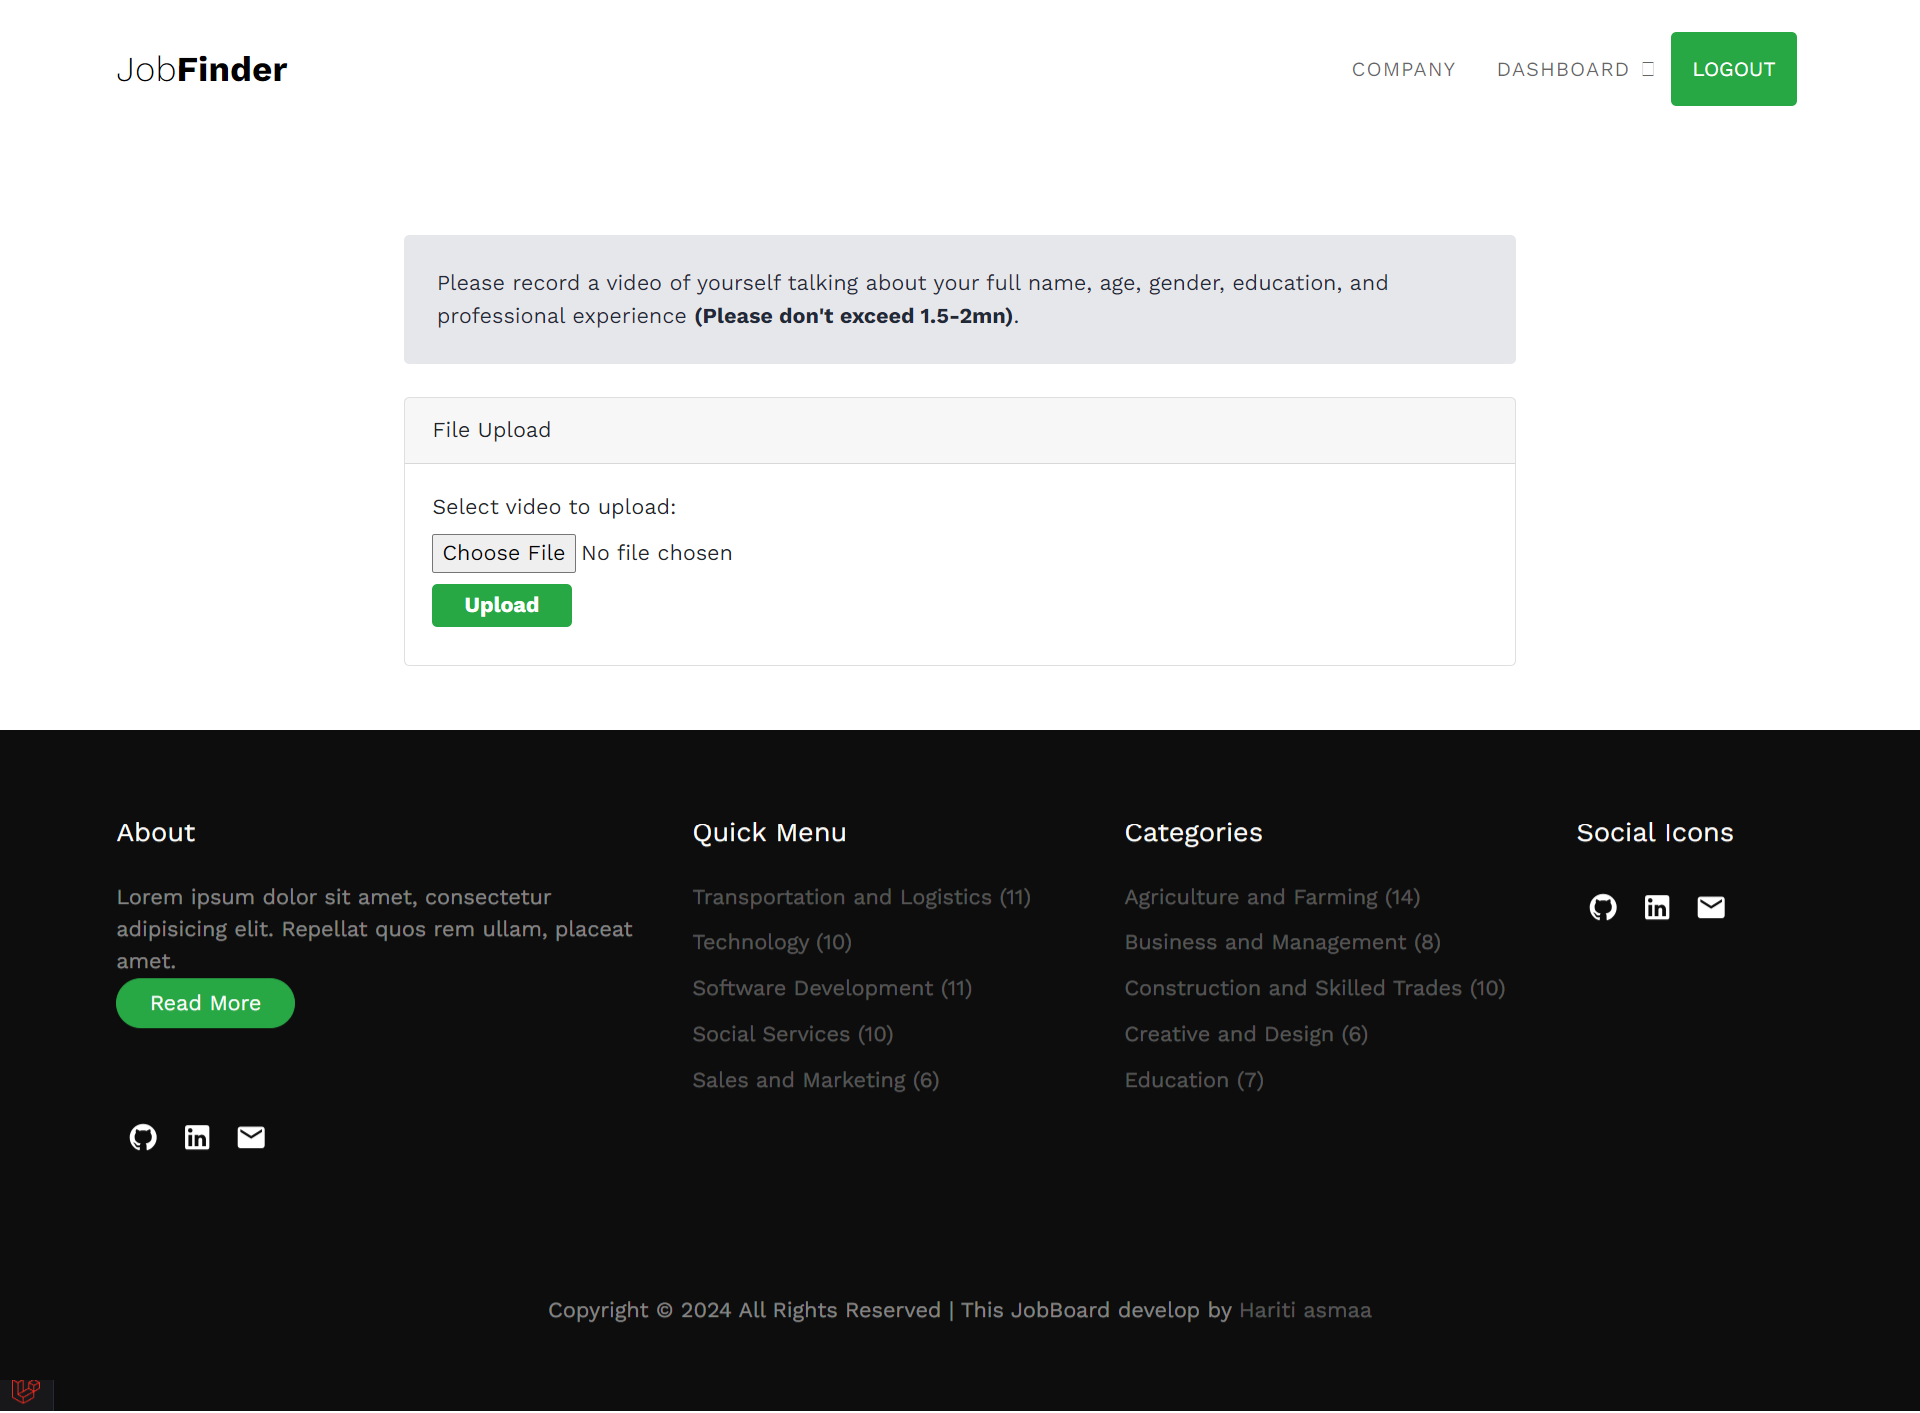 JobFinder
COMPANY
DASHBOARD
LOGOUT
Please record a video of yourself talking about your full name, age, gender, education, and
professional experience (Please don't exceed 1.5-2mn).
File Upload
Select video to upload:
Choose File No file chosen
Upload
About
Lorem ipsum dolor sit amet, consectetur
adipisicing elit. Repellat quos rem ullam, placeat
amet.
Read More
Quick Menu
Transportation and Logistics (11)
Technology (10)
Software Development (11)
Social Services (10)
Sales and Marketing (6)
Categories
Agriculture and Farming (14)
Business and Management (8)
Construction and Skilled Trades (10)
Creative and Design (6)
Education (7)
Social Icons
Copyright © 2024 All Rights Reserved | This JobBoard develop by Hariti asmaa